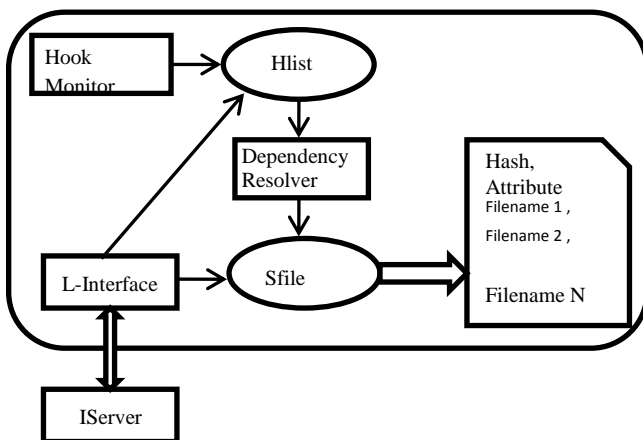 Hook
Monitor
Hlist
Dependency
Resolver
Hash,
Attribute
Filename 1 ,
Filename 2 ,
Filename N
L-Interface
Sfile
IServer